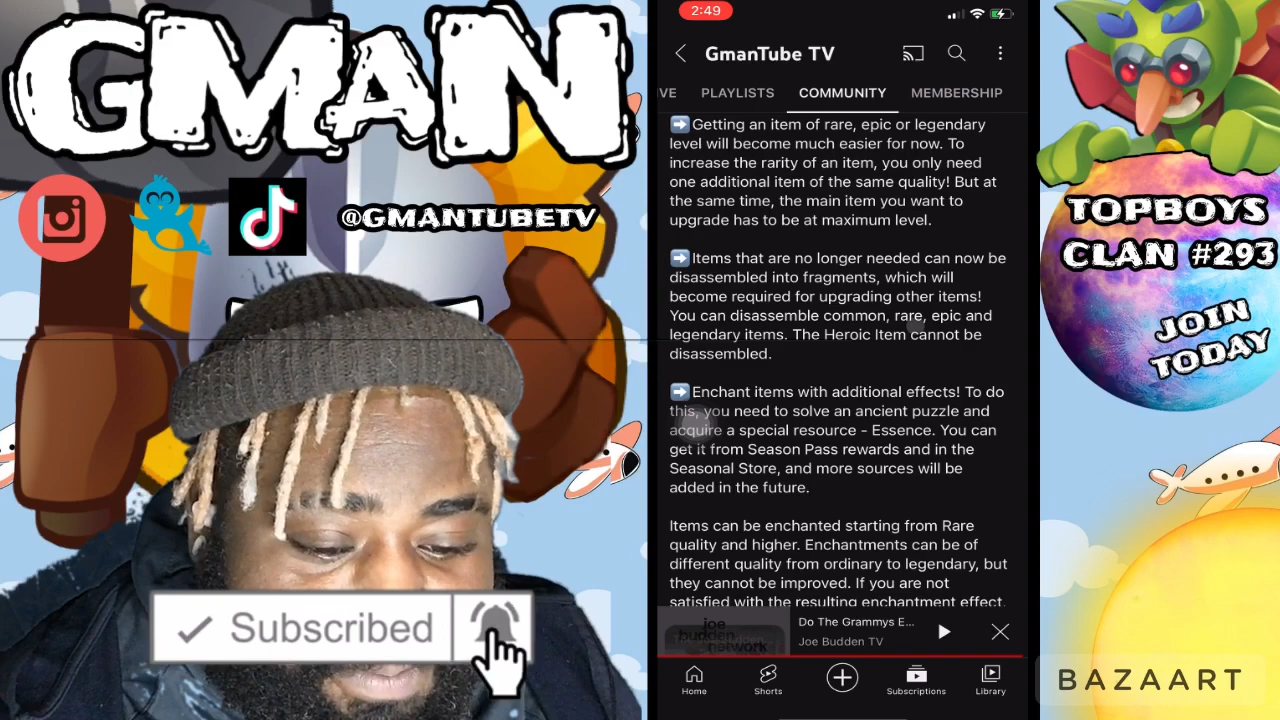 GMAN
@GMANTUBETV
Subscribed
2:49
GmanTube TV
VE PLAYLISTS COMMUNITY MEMBERSHIP
➡️Getting an item of rare, epic or legendary
level will become much easier for now. To
increase the rarity of an item, you only need
one additional item of the same quality! But at
the same time, the main item you want to
upgrade has to be at maximum level.
➡️Items that are no longer needed can now be
disassembled into fragments, which will
become required for upgrading other items!
You can disassemble common, rare, epic and
legendary items. The Heroic Item cannot be
disassembled.
➡️Enchant items with additional effects! To do
this, you need to solve an ancient puzzle and
acquire a special resource - Essence. You can
get it from Season Pass rewards and in the
Seasonal Store, and more sources will be
added in the future.
Items can be enchanted starting from Rare
quality and higher. Enchantments can be of
different quality from ordinary to legendary, but
they cannot be improved. If you are not
satisfied with the resulting enchantment effect,
joe
budden
network
Do The Grammys E...
Joe Budden TV
Home Shorts Subscriptions Library
TOPBOYS
CLAN #293
JOIN
TODAY
BAZAART